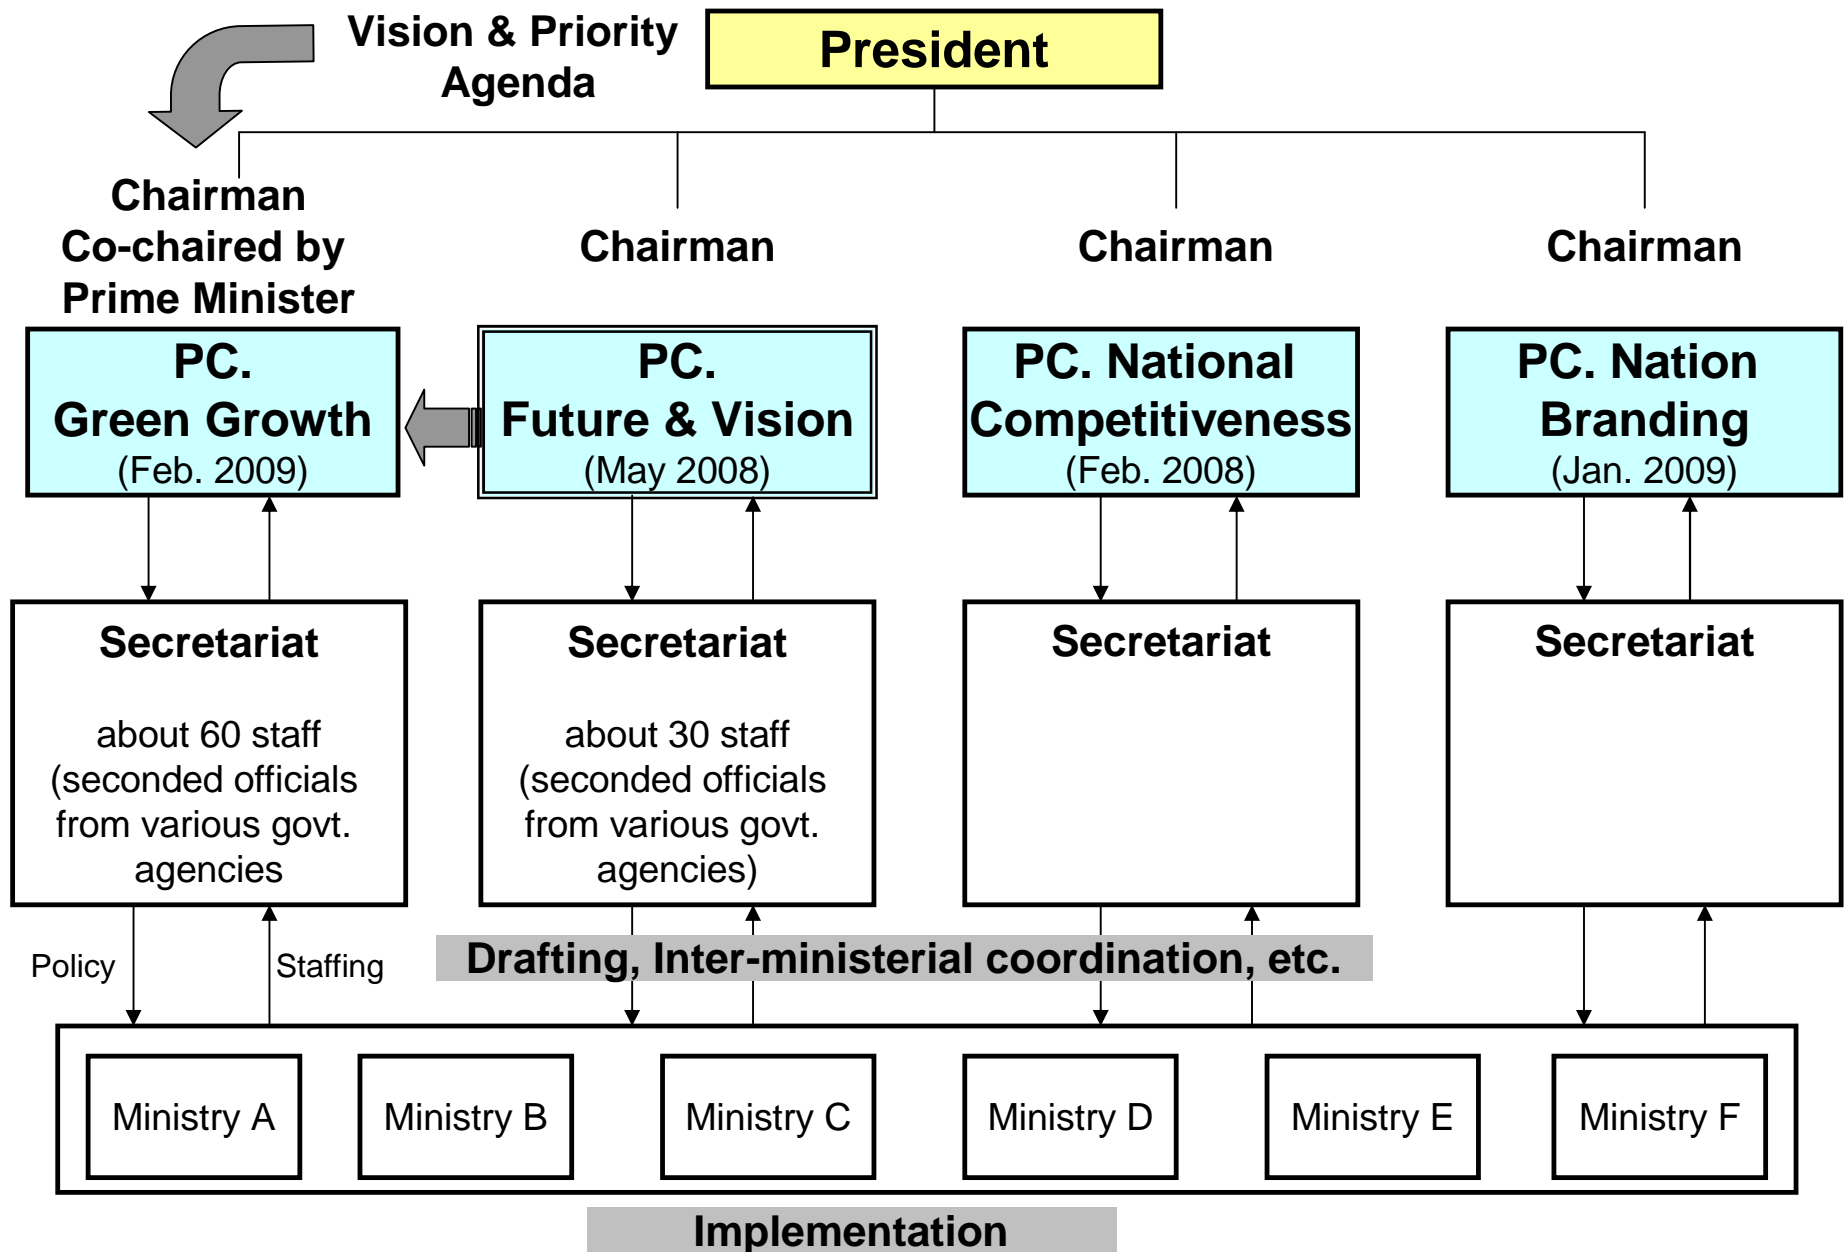 Vision & Priority
Agenda
President
Chairman
Co-chaired by
Prime Minister
Chairman
Chairman
Chairman
PC.
Green Growth
(Feb. 2009)
PC.
Future & Vision
(May 2008)
PC. National
Competitiveness
(Feb. 2008)
PC. Nation
Branding
(Jan. 2009)
Secretariat
about 60 staff
(seconded officials
from various govt.
agencies
Secretariat
about 30 staff
(seconded officials
from various govt.
agencies)
Secretariat
Secretariat
Policy
Staffing
Drafting, Inter-ministerial coordination, etc.
Ministry A
Ministry B
Ministry C
Ministry D
Ministry E
Ministry F
Implementation